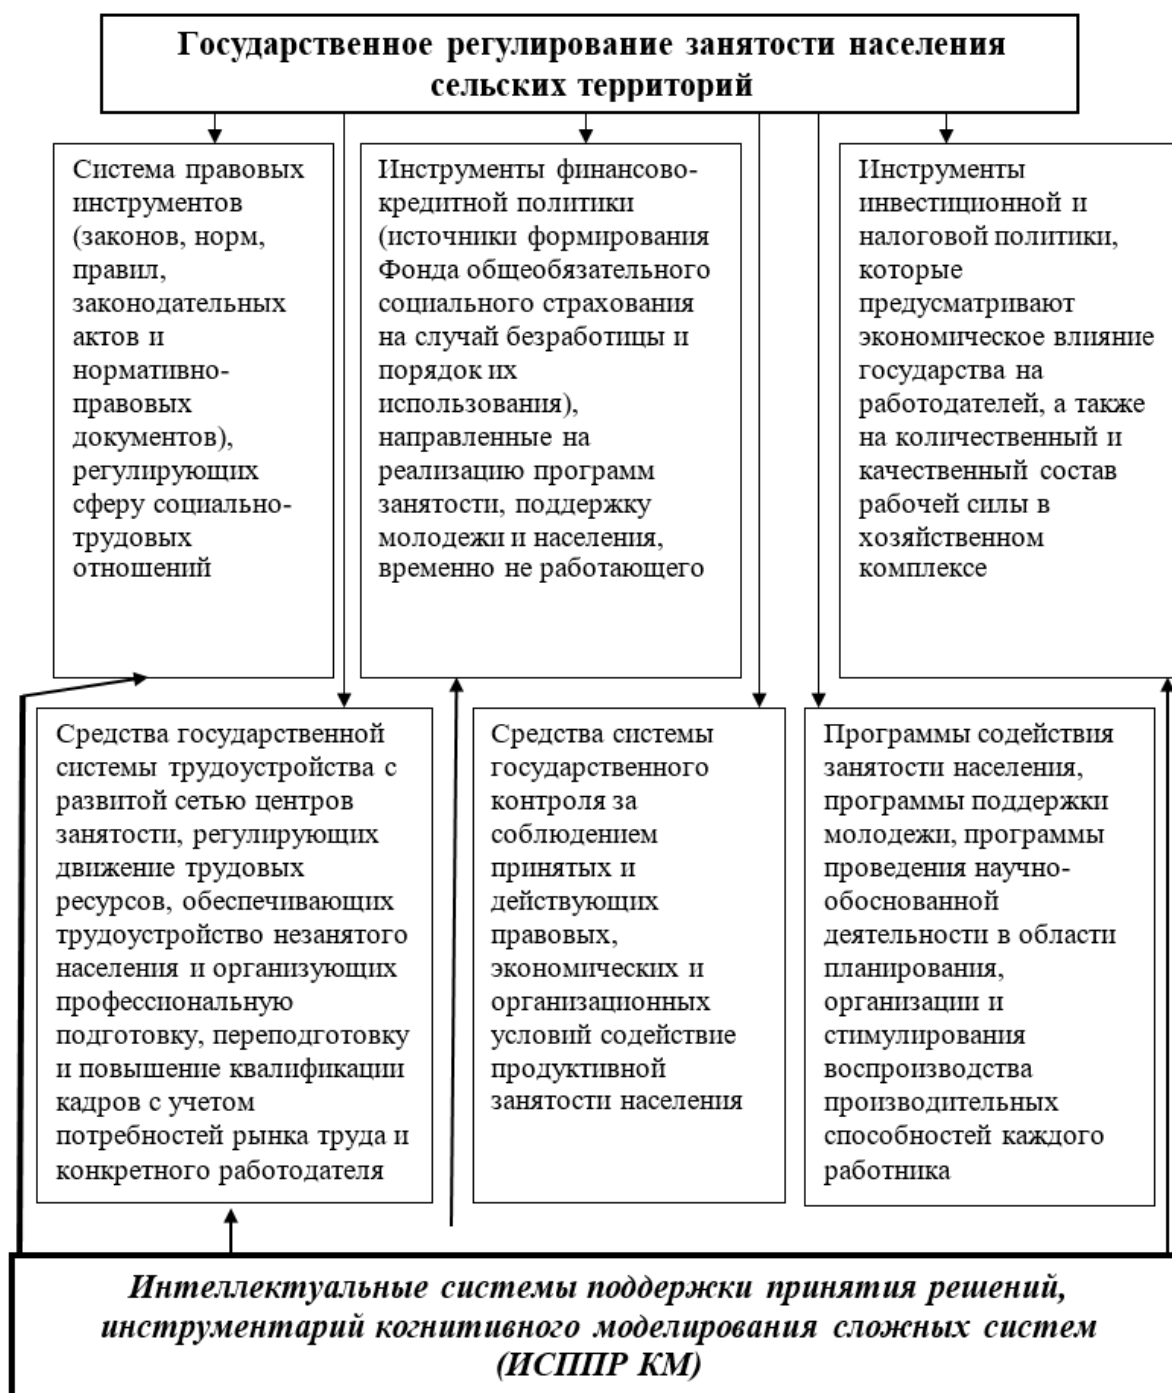 Государственное регулирование занятости населения
сельских территорий
Система правовых
инструментов
(законов, норм,
правил,
законодательных
актов и
нормативно-
правовых
документов),
регулирующих
сферу социально-
трудовых
отношений
Инструменты финансово-
кредитной политики
(источники формирования
Фонда общеобязательного
социального страхования
на случай безработицы и
порядок их
использования),
направленные на
реализацию программ
занятости, поддержку
молодежи и населения,
временно не работающего
Инструменты
инвестиционной и
налоговой политики,
которые
предусматривают
экономическое влияние
государства на
работодателей, а также
на количественный и
качественный состав
рабочей силы в
хозяйственном
комплексе
Средства государственной
системы трудоустройства с
развитой сетью центров
занятости, регулирующих
движение трудовых
ресурсов, обеспечивающих
трудоустройство незанятого
населения и организующих
профессиональную
подготовку, переподготовку
и повышение квалификации
кадров с учетом
потребностей рынка труда и
конкретного работодателя
Средства системы
государственного
контроля за
соблюдением
принятых и
действующих
правовых,
экономических и
организационных
условий содействие
продуктивной
занятости населения
Программы содействия
занятости населения,
программы поддержки
молодежи, программы
проведения научно-
обоснованной
деятельности в области
планирования,
организации и
стимулирования
воспроизводства
производительных
способностей каждого
работника
Интеллектуальные системы поддержки принятия решений,
инструментарий когнитивного моделирования сложных систем
(ИСППР КМ)